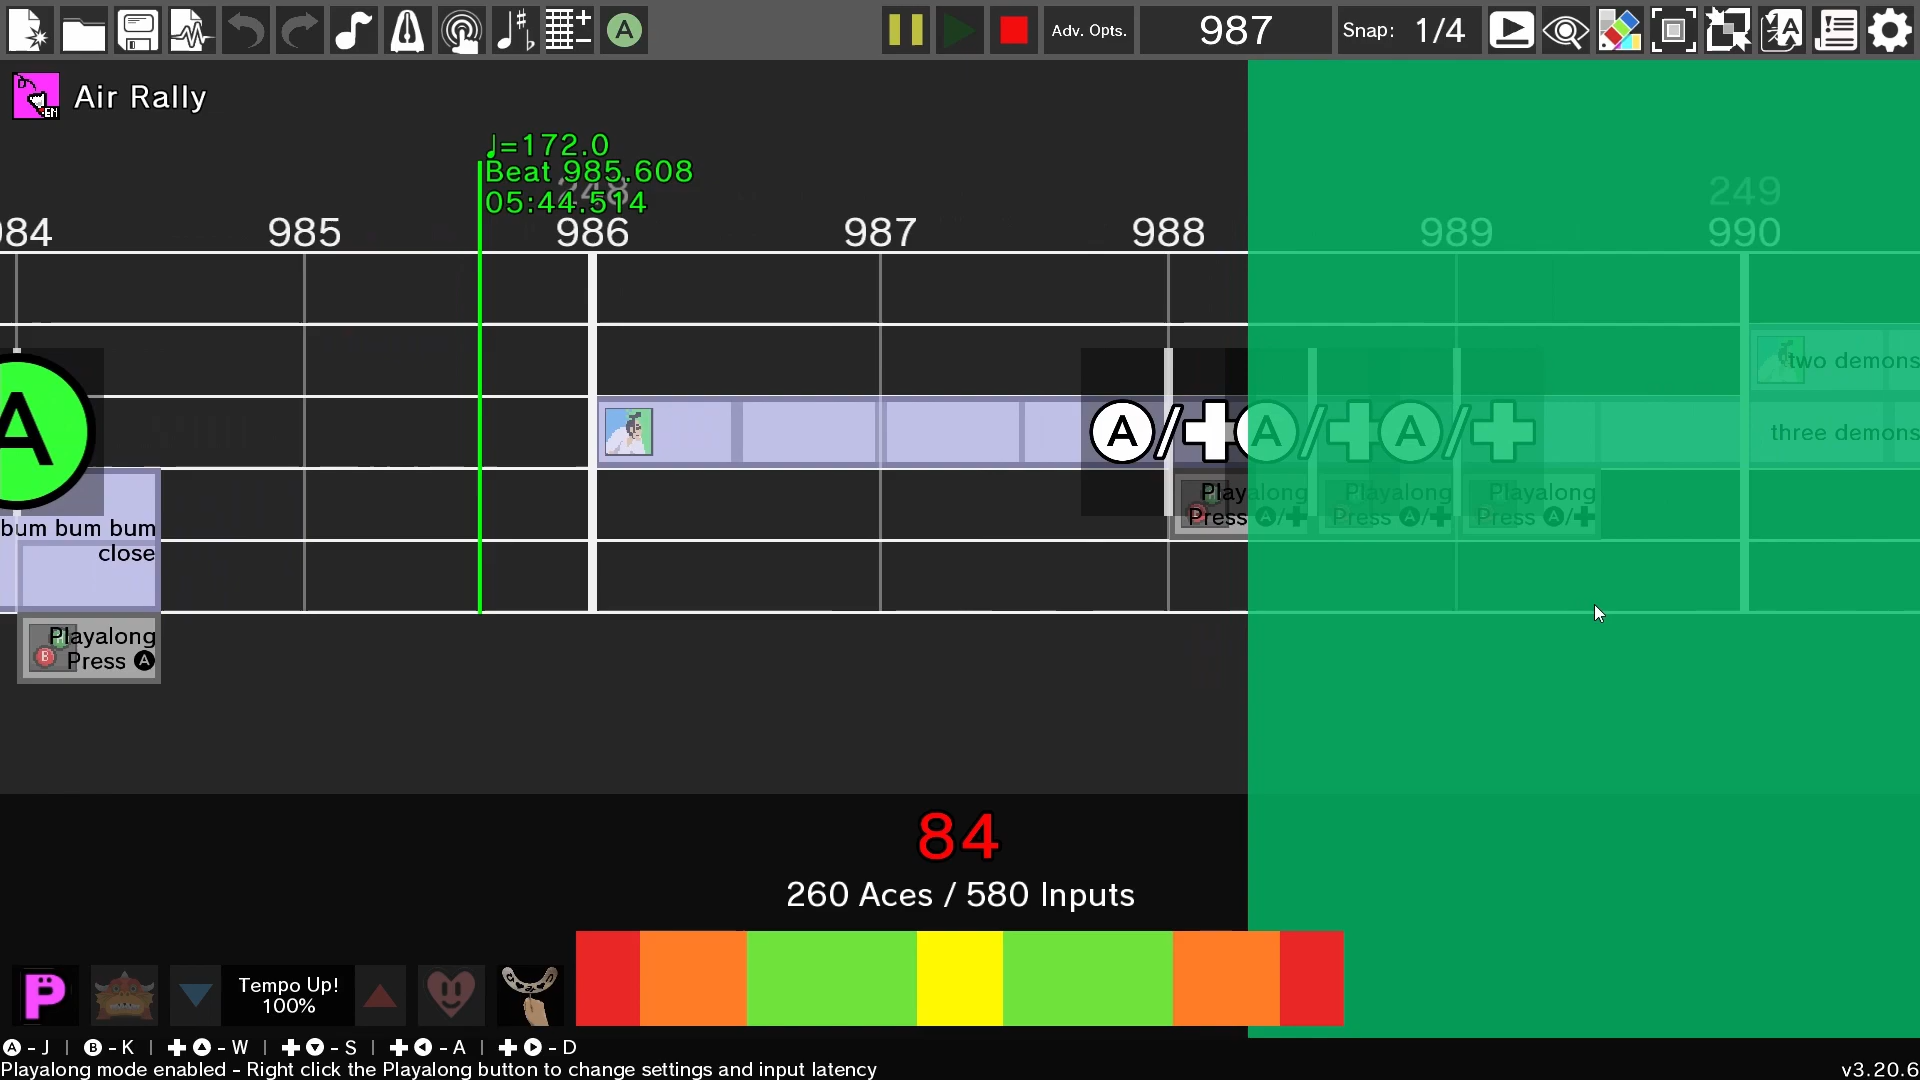 987
Adv. Opts.
Snap: 1/4
Air Rally
♩=172.0
Beat 985.608
248
249
05:44.514
984 985 986 987 988 989 990
A
A/✚ A/✚ A/✚
two demons
three demons
bum bum bum
close
Playalong
Press A/✚
Playalong
Press A/✚
Playalong
Press A/✚
Playalong
Press A
84
260 Aces / 580 Inputs
Tempo Up!
100%
A - J | B - K | ✚▲ - W | ✚▼ - S | ✚◀ - A | ✚▶ - D
Playalong mode enabled – Right click the Playalong button to change settings and input latency
v3.20.6